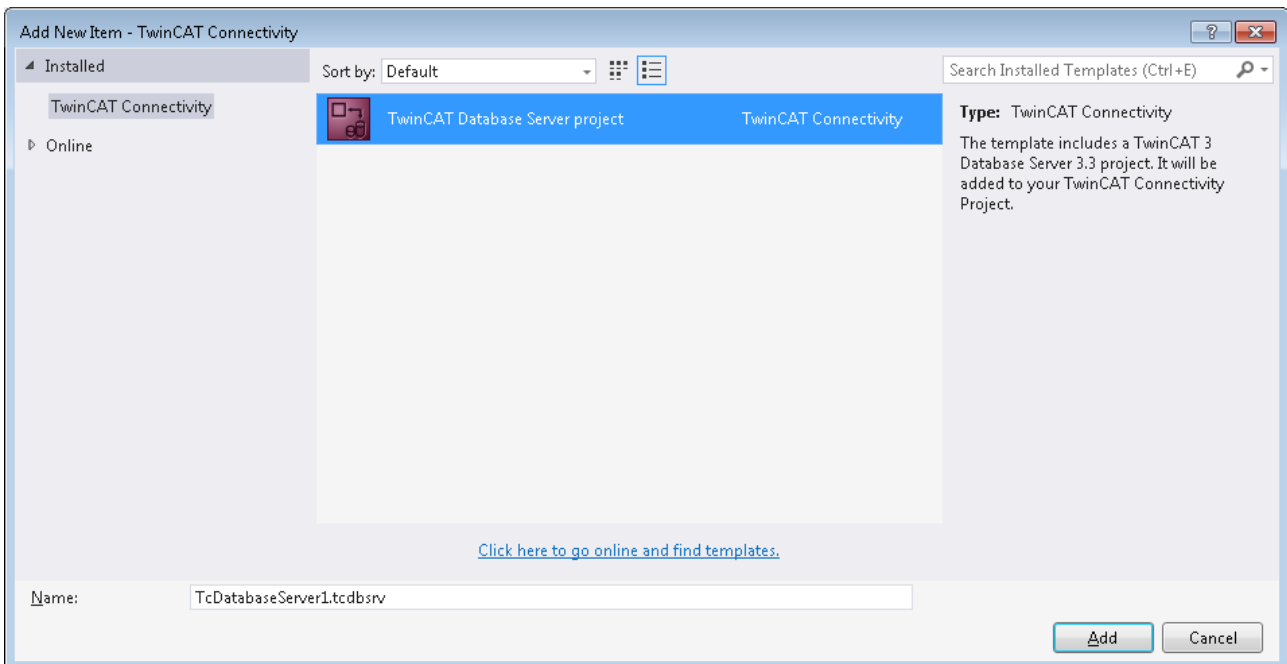 Add New Item - TwinCAT Connectivity
Installed
TwinCAT Connectivity
Online
Sort by: Default
Search Installed Templates (Ctrl+E)
TwinCAT Database Server project TwinCAT Connectivity
Type: TwinCAT Connectivity
The template includes a TwinCAT 3
Database Server 3.3 project. It will be
added to your TwinCAT Connectivity
Project.
Click here to go online and find templates.
Name: TcDatabaseServer1.tcdbsrv
Add Cancel